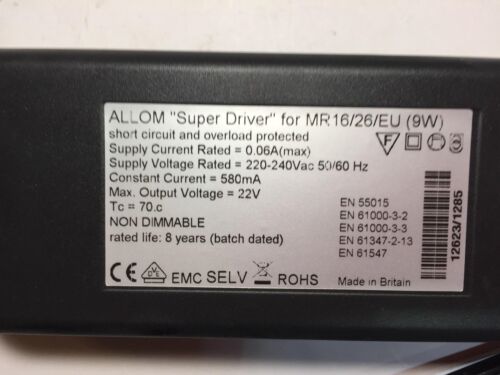 ALLOM "Super Driver" for MR16/26/EU (9W)
short circuit and overload protected
Supply Current Rated = 0.06A(max)
Supply Voltage Rated = 220-240Vac 50/60 Hz
Constant Current = 580mA
Max. Output Voltage = 22V
Tc = 70.c
NON DIMMABLE
rated life: 8 years (batch dated)
F
EN 55015
EN 61000-3-2
EN 61000-3-3
EN 61347-2-13
EN 61547
12623/1285
CE EMC SELV ROHS
Made in Britain